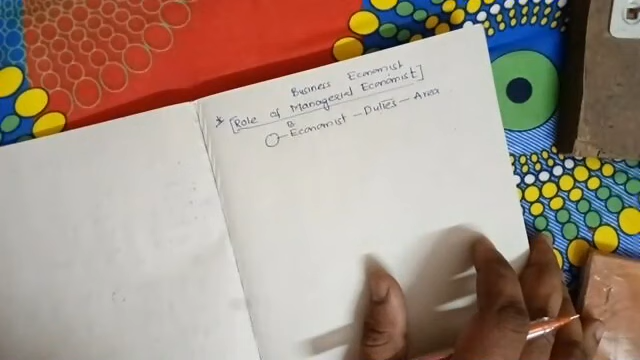 Business Economist
* [Role of Managerial Economist]
B
O - Economist - Duties - Area